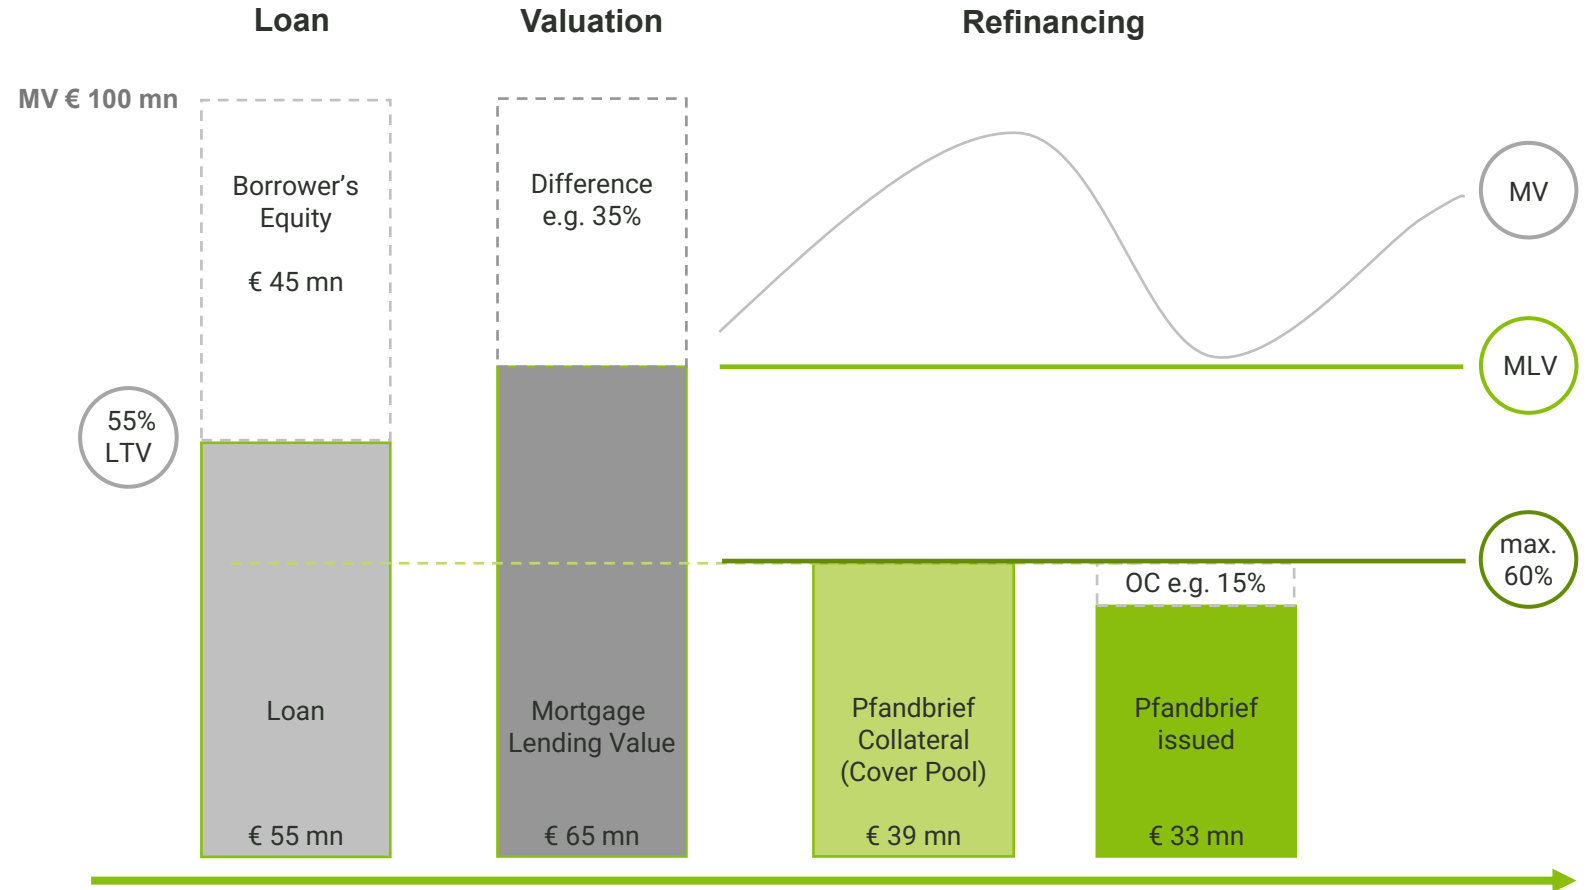 Loan
Valuation
Refinancing
MV € 100 mn
Borrower’s
Equity
€ 45 mn
55%
LTV
Loan
€ 55 mn
Difference
e.g. 35%
Mortgage
Lending Value
€ 65 mn
MV
MLV
max.
60%
Pfandbrief
Collateral
(Cover Pool)
€ 39 mn
OC e.g. 15%
Pfandbrief
issued
€ 33 mn